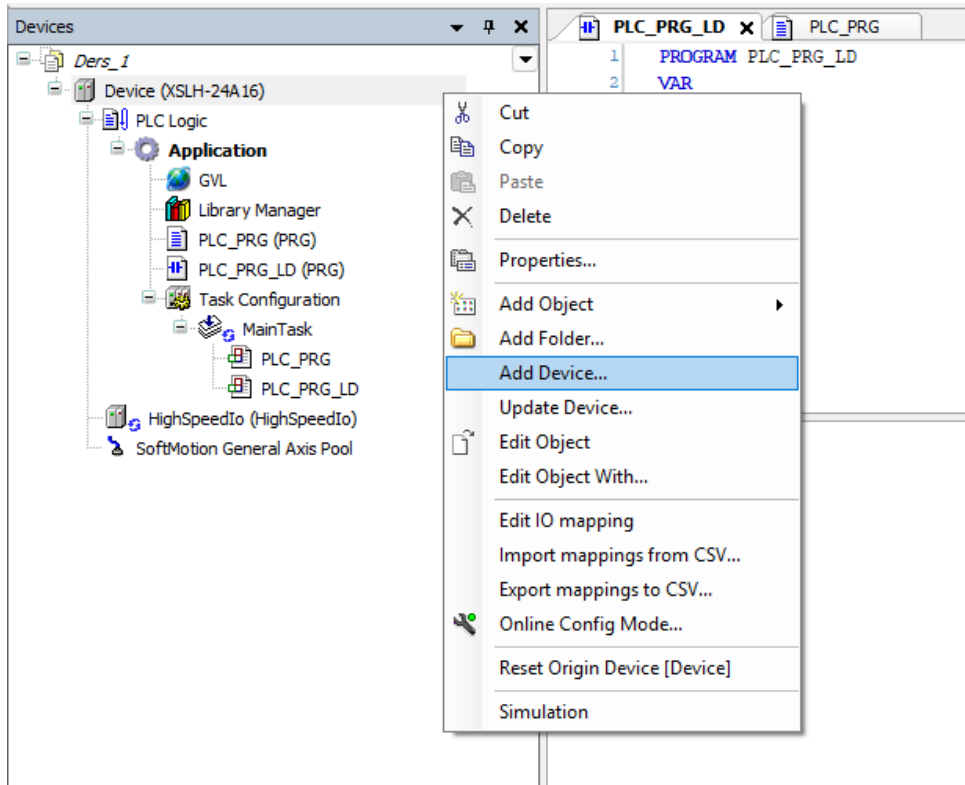 Devices
Ders_1
Device (XSLH-24A16)
PLC Logic
Application
GVL
Library Manager
PLC_PRG (PRG)
PLC_PRG_LD (PRG)
Task Configuration
MainTask
PLC_PRG
PLC_PRG_LD
HighSpeedIo (HighSpeedIo)
SoftMotion General Axis Pool
PLC_PRG_LD
PLC_PRG
1 PROGRAM PLC_PRG_LD
2 VAR
Cut
Copy
Paste
Delete
Properties...
Add Object
Add Folder...
Add Device...
Update Device...
Edit Object
Edit Object With...
Edit IO mapping
Import mappings from CSV...
Export mappings to CSV...
Online Config Mode...
Reset Origin Device [Device]
Simulation